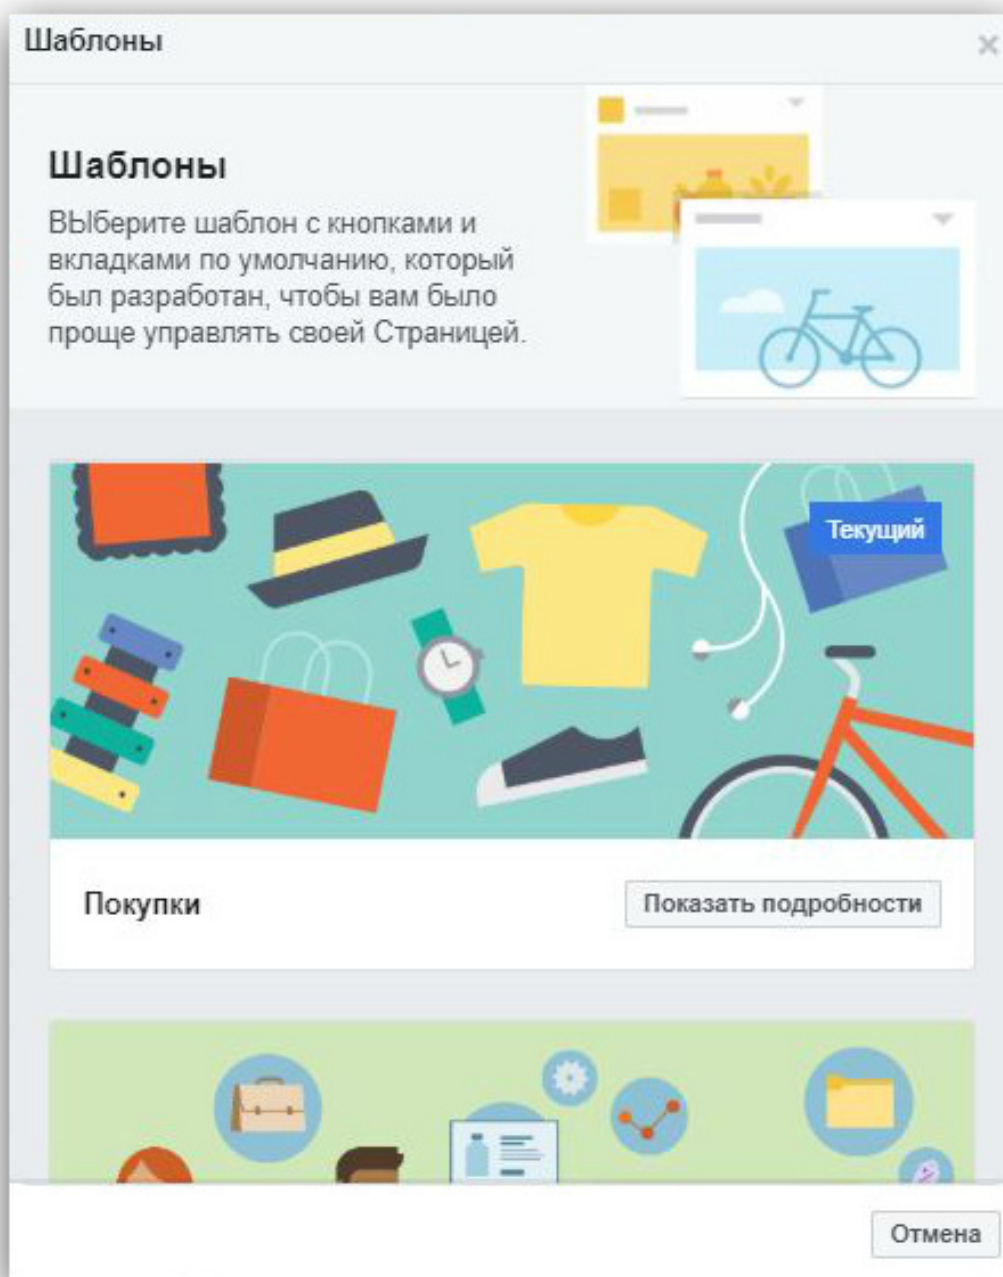 Шаблоны
Шаблоны
ВЫберите шаблон с кнопками и
вкладками по умолчанию, который
был разработан, чтобы вам было
проще управлять своей Страницей.
Текущий
Покупки
Показать подробности
Отмена